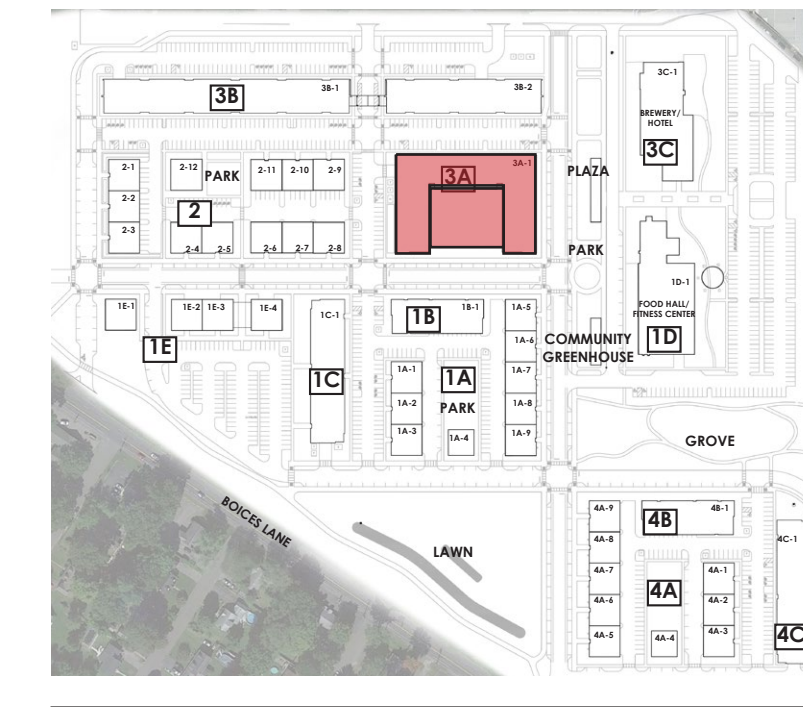 3B-1
3B
3B-2
3C-1
BREWERY/
HOTEL
3C
2-1
2-2
2-3
2-12
PARK
2
2-4
2-5
2-11
2-10
2-9
2-6
2-7
2-8
3A
3A-1
PLAZA
PARK
1D-1
FOOD HALL/
FITNESS CENTER
1D
1E-1
1E-2
1E-3
1E-4
1E
1C-1
1C
1B
1B-1
1A-1
1A-2
1A-3
1A
PARK
1A-4
1A-5
1A-6
1A-7
1A-8
1A-9
COMMUNITY
GREENHOUSE
GROVE
BOICES LANE
LAWN
4A-9
4A-8
4A-7
4A-6
4A-5
4B
4B-1
4A
4A-4
4A-1
4A-2
4A-3
4C-1
4C